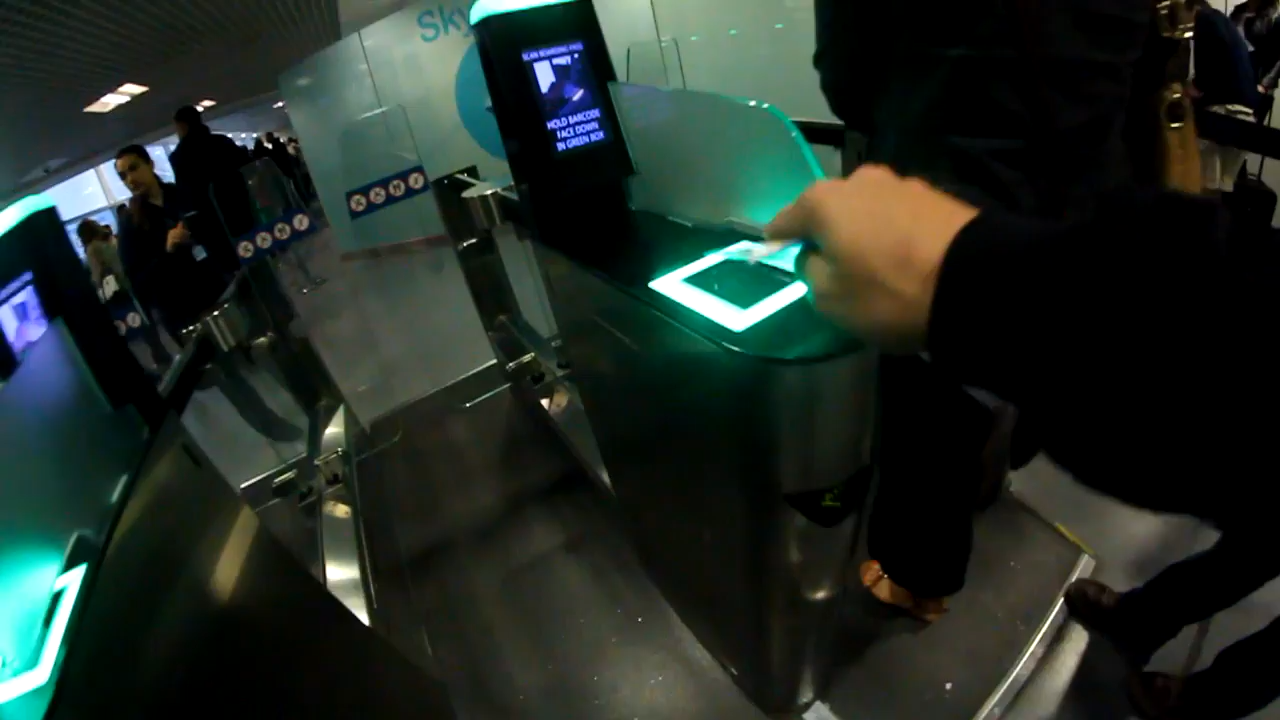 Sky
SCAN BOARDING PASS
HOLD BARCODE
FACE DOWN
IN GREEN BOX